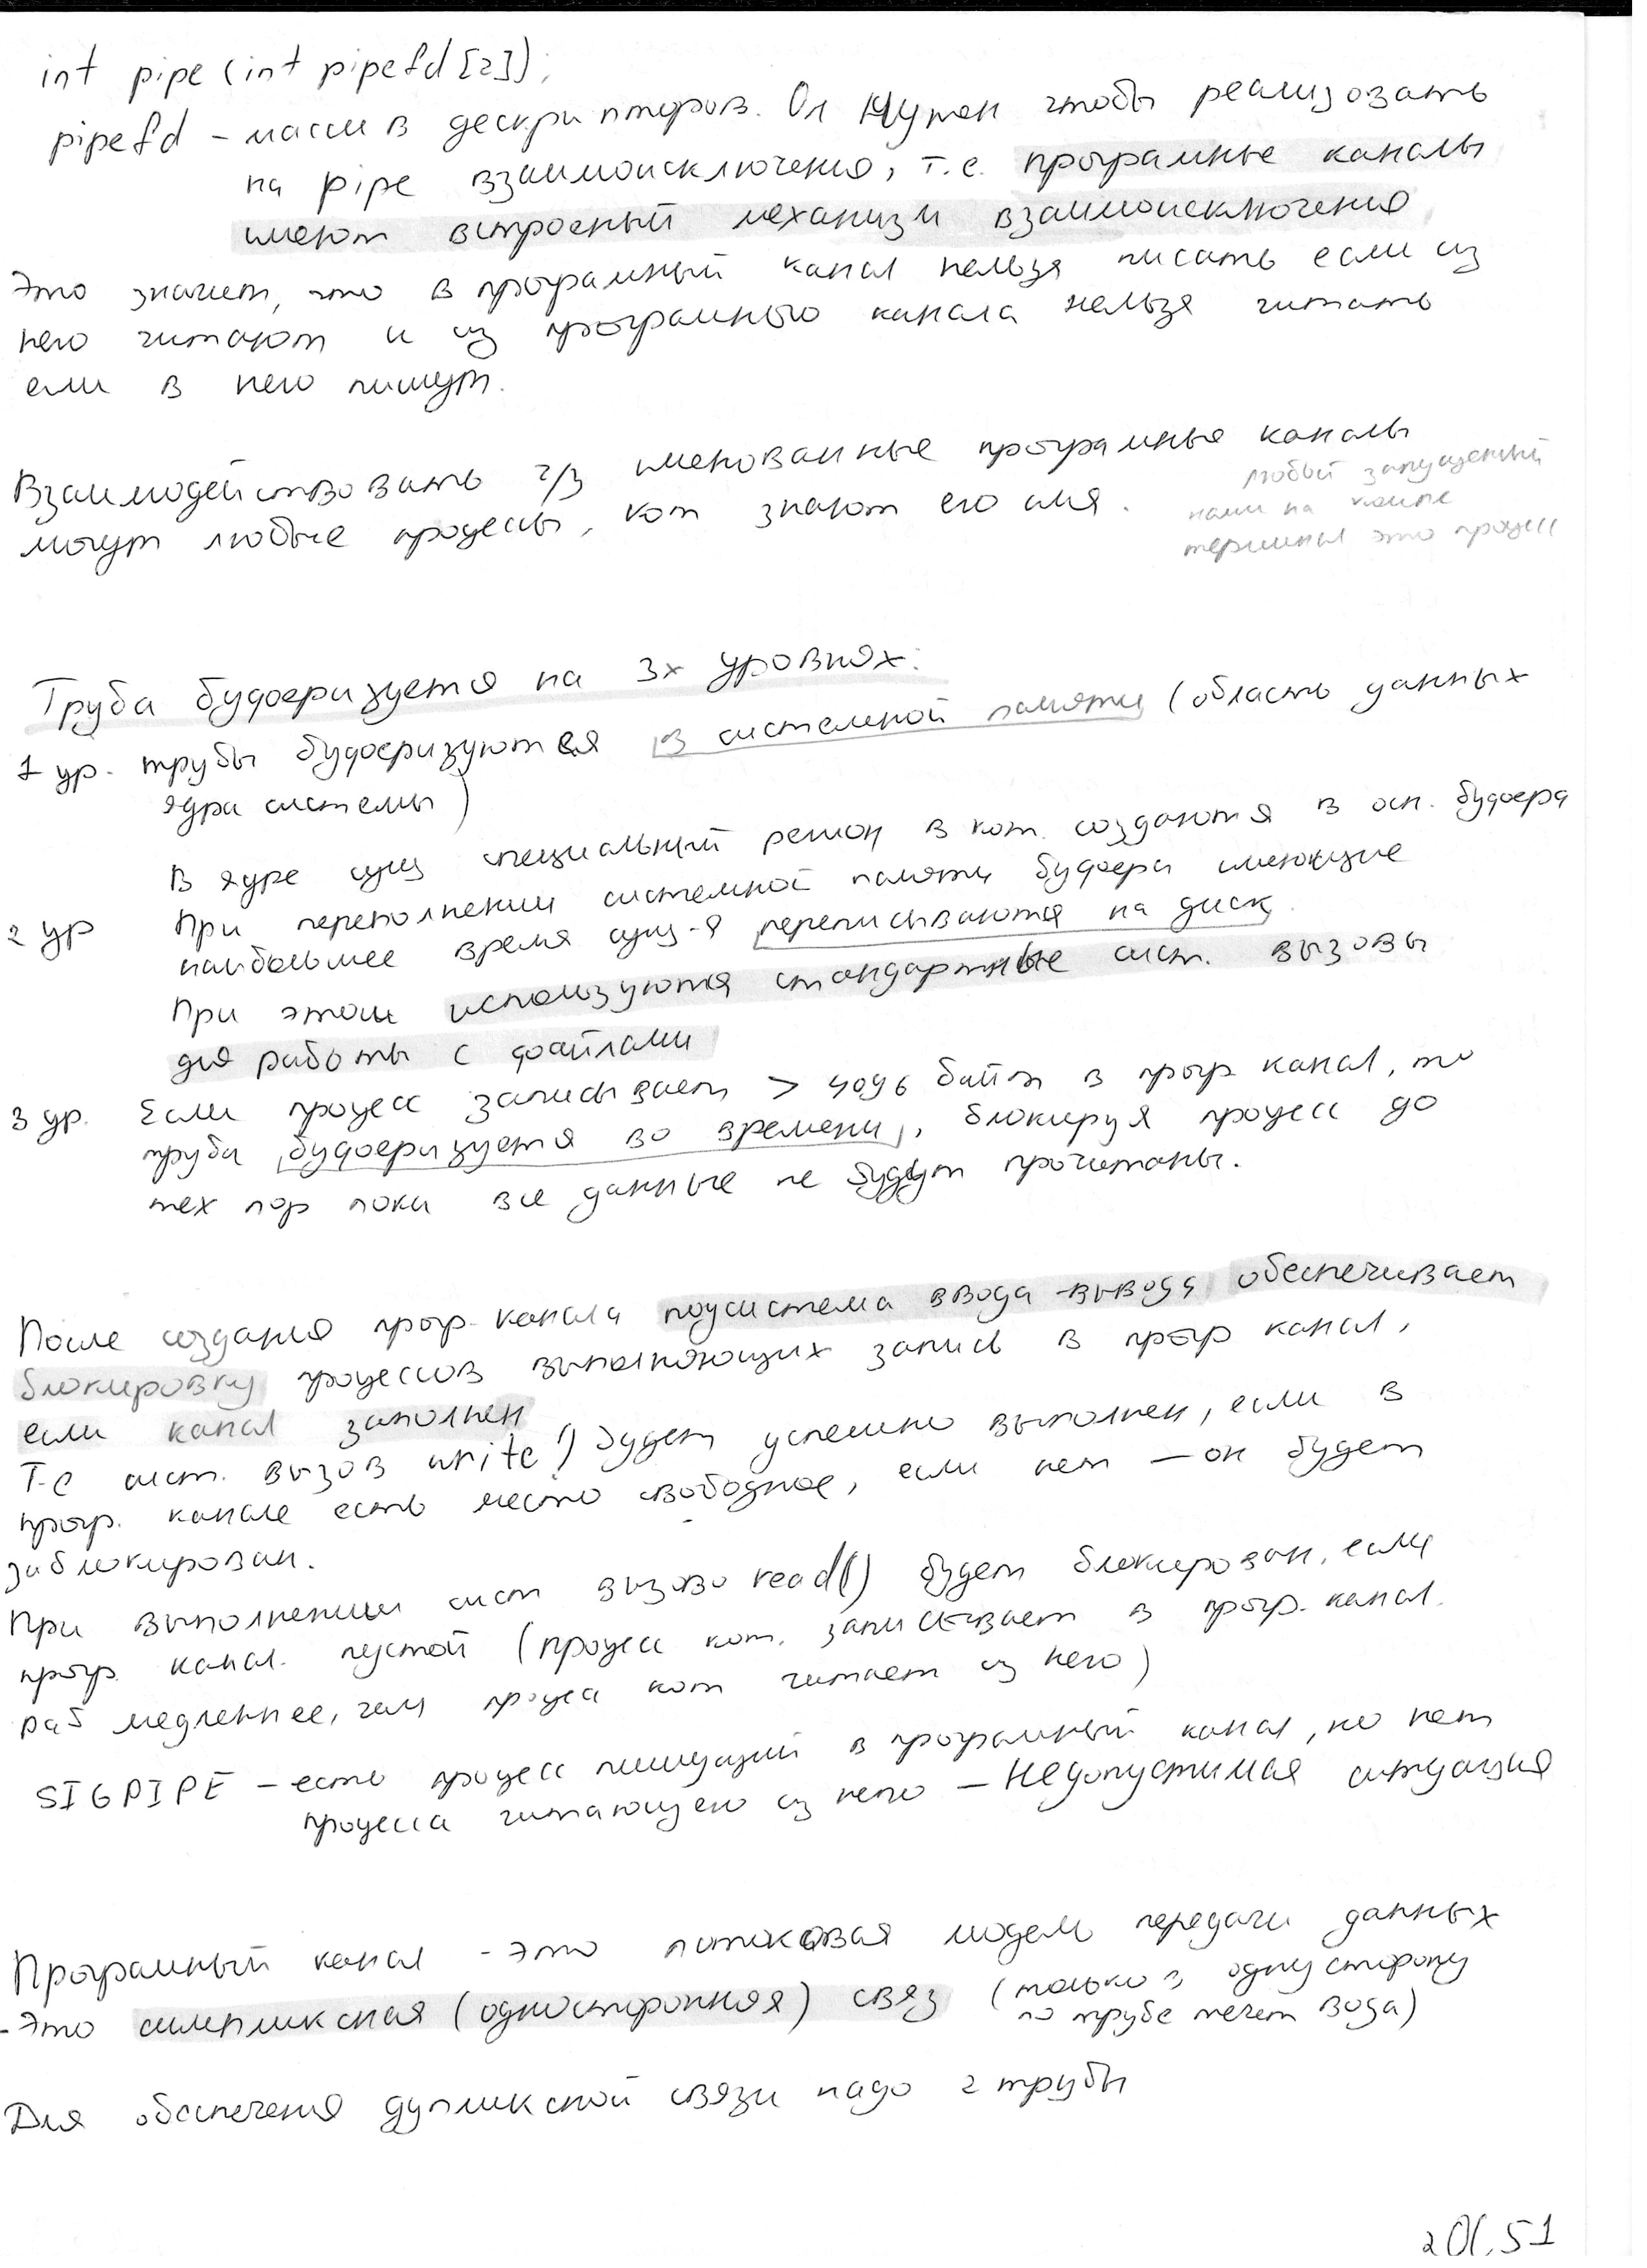 int pipe (int pipefd[2]);
pipefd - массив дескрипторов. Он нужен чтобы реализовать
на pipe взаимоисключение, т.е. програмные каналы
имеют встроеный механизм взаимоисключения
Это значит, что в програмный канал нельзя писать если из
него читают и из програмного канала нельзя читать
если в него пишут.
Взаимодействовать ч/з именованные програмные каналы
могут любые процессы, кот знают его имя.
любой запущенный
нами на компе
терминал это процесс
Труба буферизуется на 3х уровнях:
1 ур. трубы буферизуются в системной памяти (область данных
ядра системы)
В ядре сущ специальный регион в кот. создаются в осн. буфера
2 ур При переполнении системной памяти буфера имеющие
наибольшее время сущ-я переписываются на диск.
При этом используются стандартные сист. вызовы
для работы с файлами
3 ур. Если процесс записывает > 4096 байт в прогр канал, то
труба буферизуется во времени, блокируя процесс до
тех пор пока все данные не будут прочитаны.
После создания прогр. канала подсистема ввода-вывода обеспечивает
блокировку процессов выполняющих запись в прогр канал,
если канал заполнен
Т.е сист. вызов write() будет успешно выполнен, если в
прогр. канале есть место свободное, если нет — он будет
заблокирован.
При выполнении сист вызова read() будет блокирован, если
прогр. канал. пустой (процесс кот. записывает в прогр. канал.
раб медленнее, чем процесс кот читает из него)
SIGPIPE - есть процесс пишущий в програмный канал, но нет
процесса читающего из него — недопустимая ситуация
Програмный канал - это потоковая модель передачи данных
- Это симплексная (односторонняя) связ (только в одну сторону
по трубе течет вода)
Для обеспечения дуплексной связи надо 2 трубы